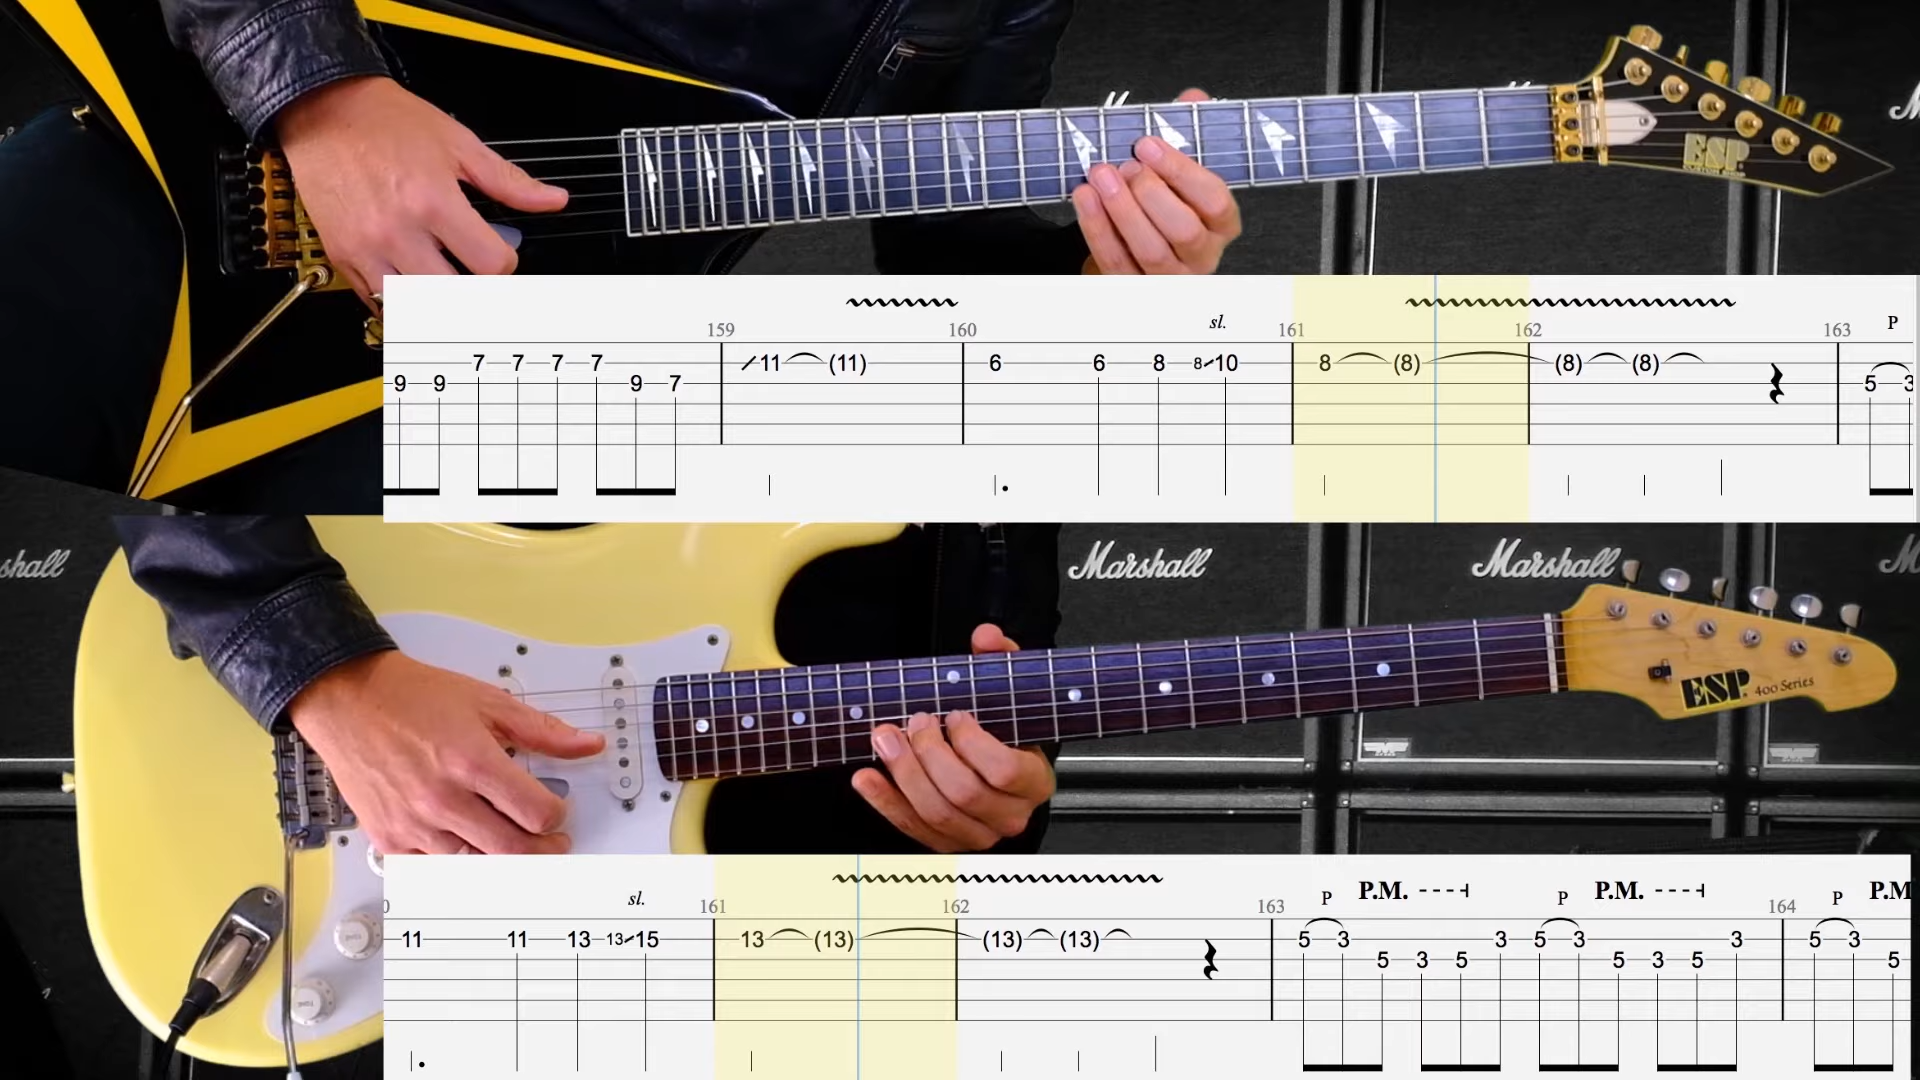 ESP
sl.
P
159 160 161 162 163
7 7 7 7 11 (11) 6 6 8 8 10 8 (8) (8) (8)
9 9 9 7 5 3
Marshall
Marshall
shall
ESP 400 Series
P.M. P.M. P.M
sl. P P P
0 161 162 163 164
11 11 13 13 15 13 (13) (13) (13) 5 3 3 5 3 3 5 3
5 3 5 5 3 5 5